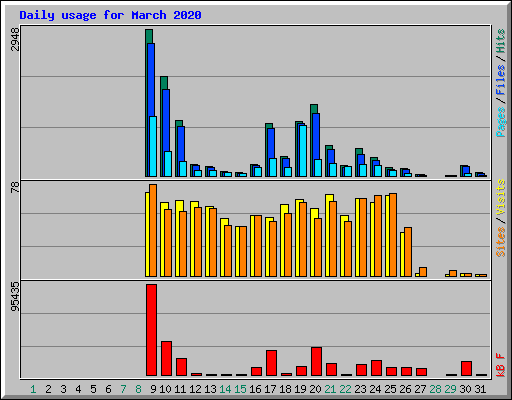 Daily usage for March 2020
2948
Pages / Files / Hits
78
Sites / Visits
95435
kB F
1 2 3 4 5 6 7 8 9 10 11 12 13 14 15 16 17 18 19 20 21 22 23 24 25 26 27 28 29 30 31